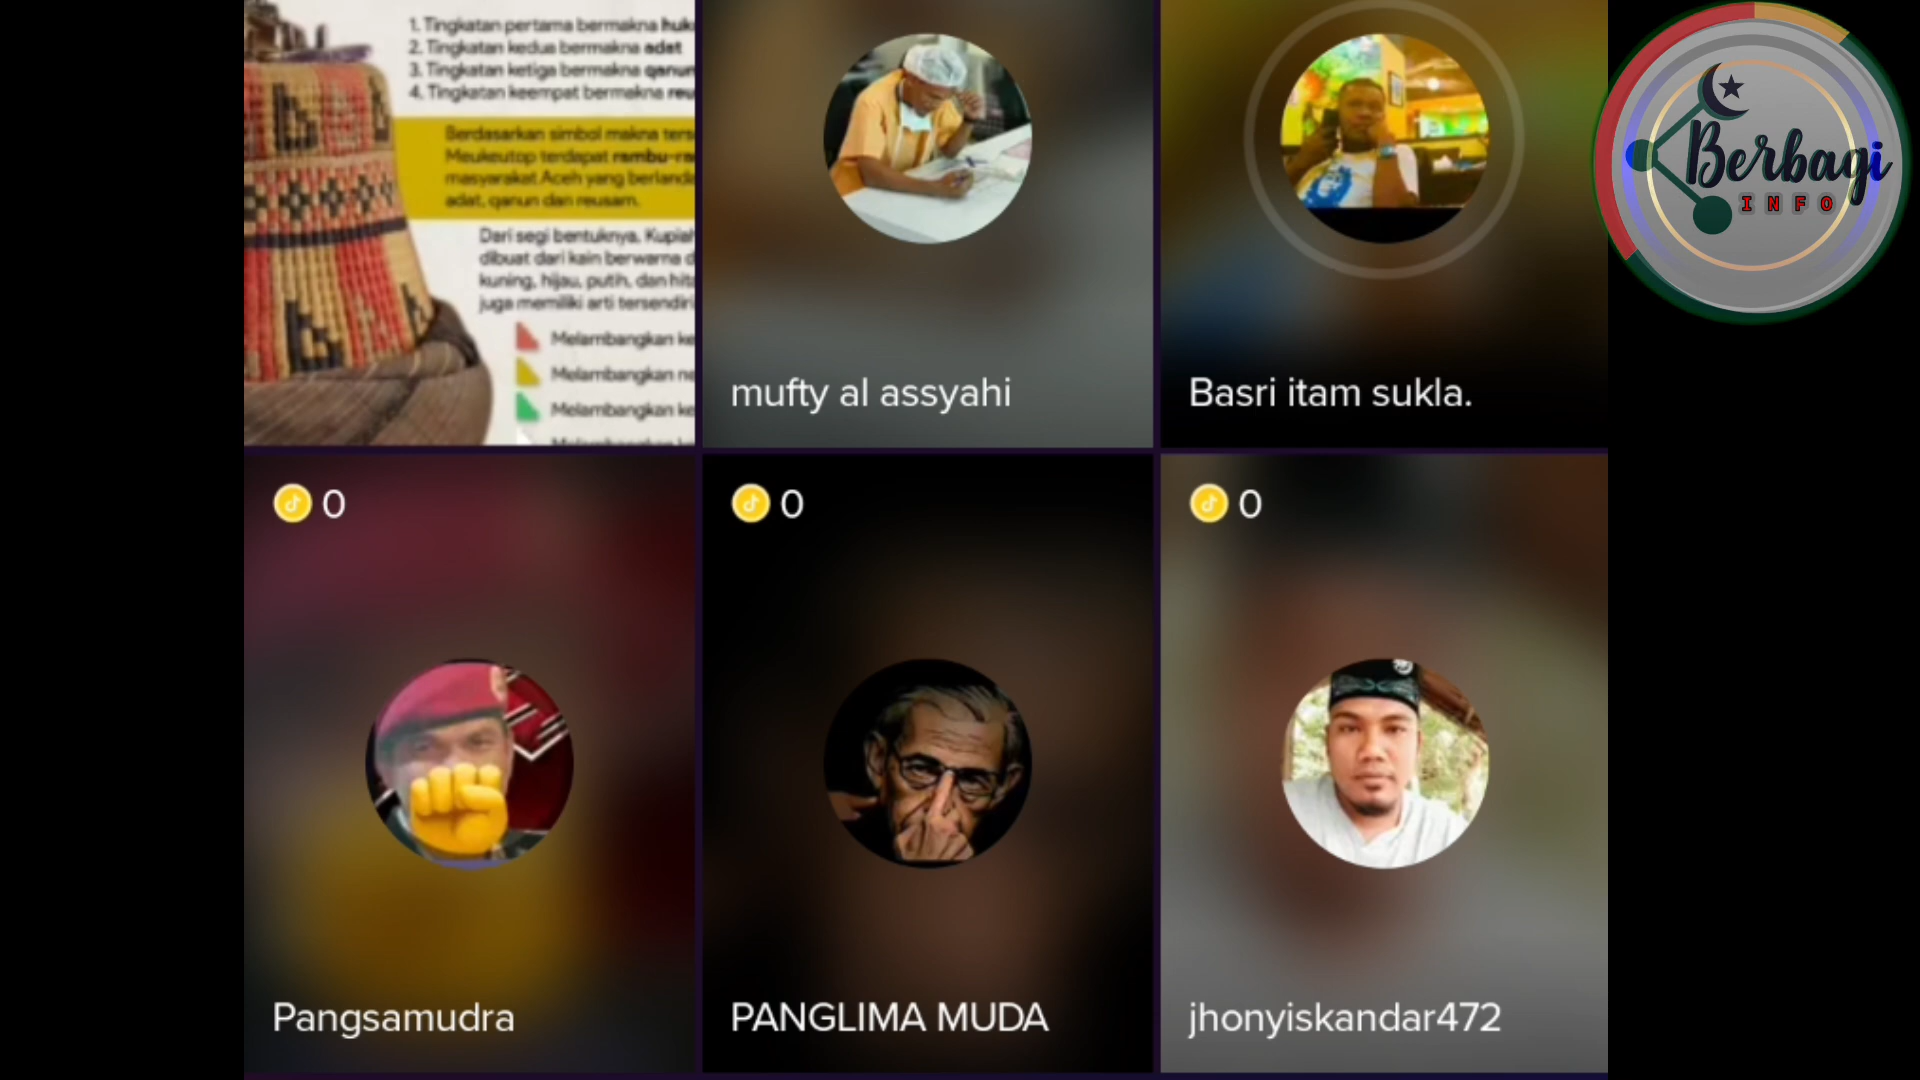 1. Tingkatan pertama bermakna
2. Tingkatan kedua bermakna adat
3. Tingkatan ketiga bermakna
4. Tingkatan keempat bermakna
Berdasarkan simbol makna
Meukeutop terdapat
masyarakat Aceh yang
adat, qanun dan reusam.
Dari segi bentuknya, Kupiah
dibuat dari kain berwarna
kuning, hijau, putih, dan
juga memiliki arti tersendiri
Melambangkan
Melambangkan
Melambangkan
mufty al assyahi
Basri itam sukla.
Berbagi
INFO
0
0
0
Pangsamudra
PANGLIMA MUDA
jhonyiskandar472